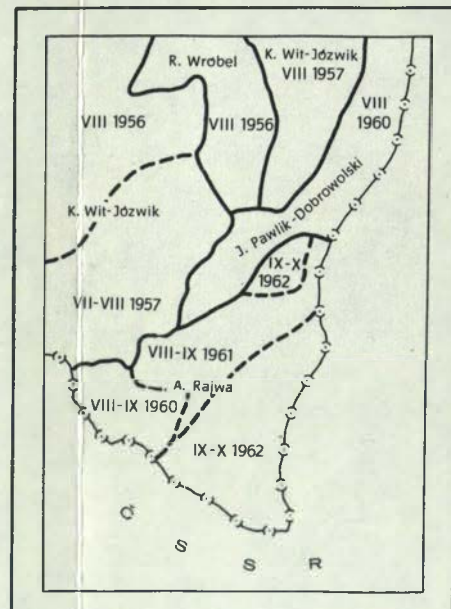 R. Wróbel
K. Wit-Józwik
VIII 1957
VIII 1956
VIII 1956
VIII
1960
K. Wit-Józwik
J. Pawlik-Dobrowolski
IX-X
1962
VII-VIII 1957
VIII-IX 1961
A. Rajwa
VIII-IX 1960
IX-X 1962
Č S S R